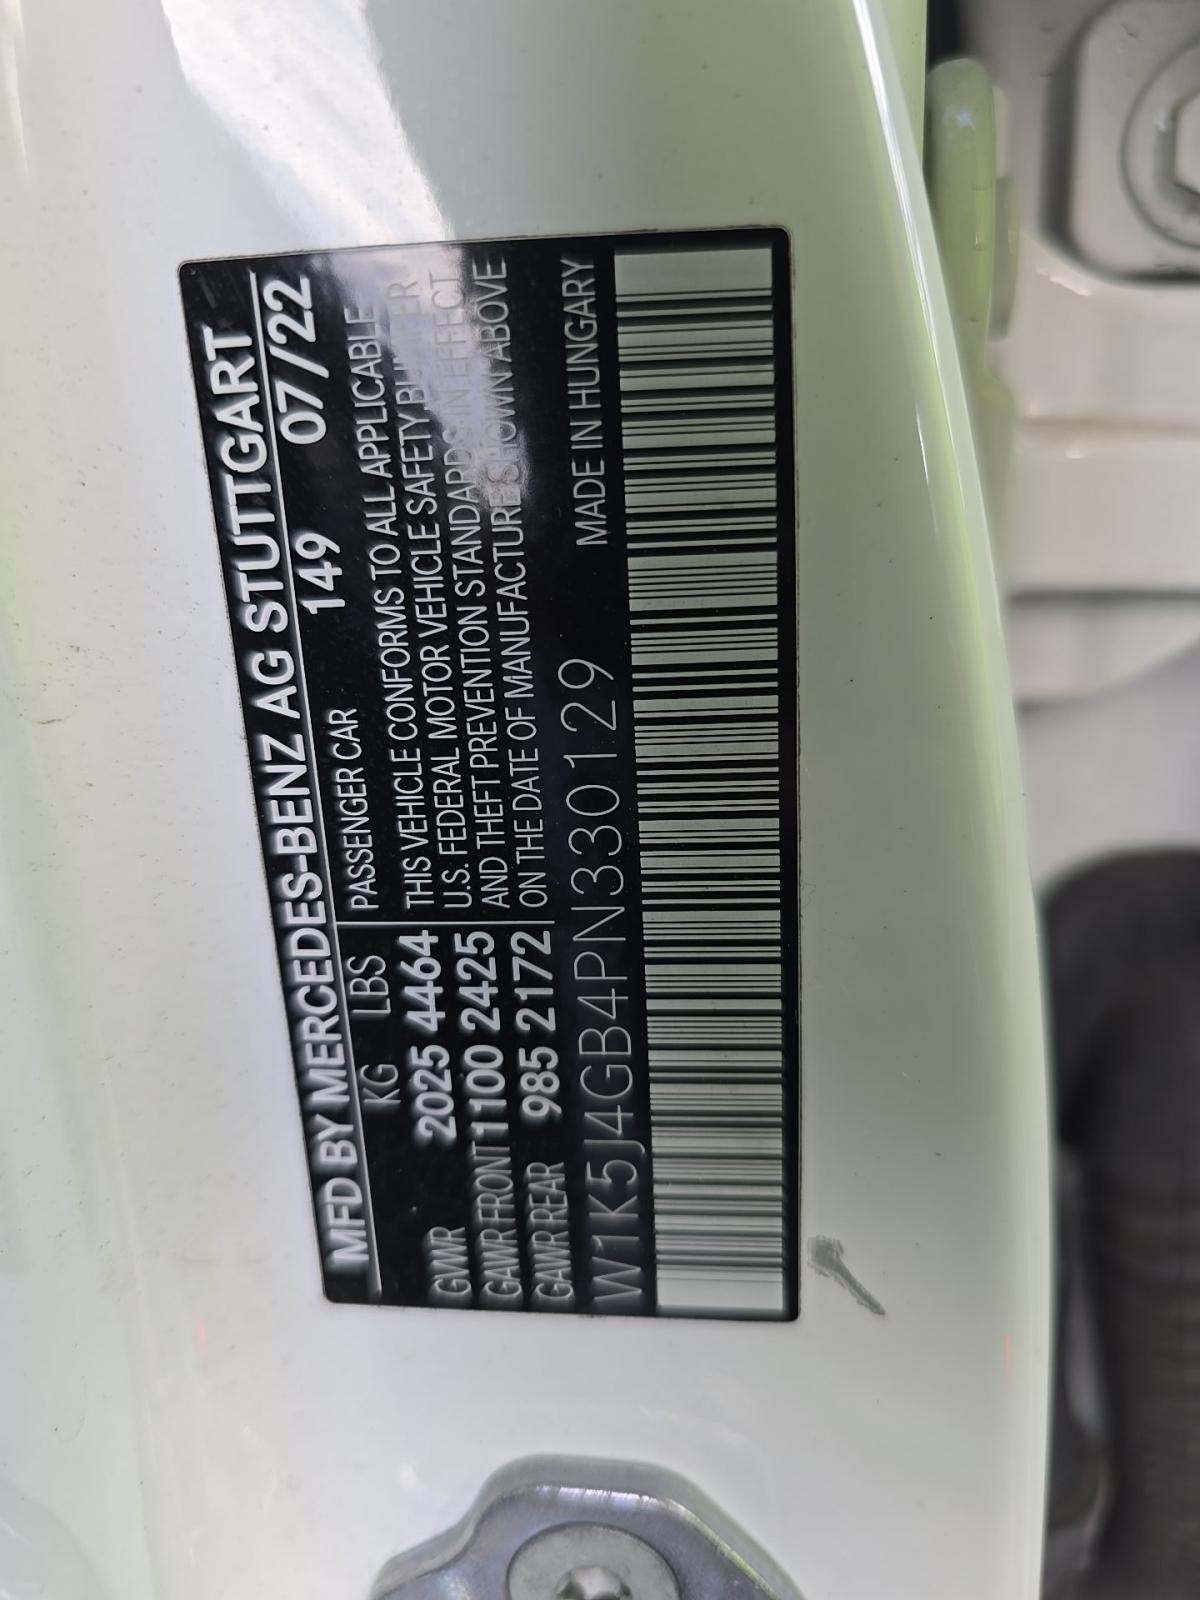 MFD BY MERCEDES-BENZ AG STUTTGART
149 07/22
KG LBS
GVWR 2025 4464
GAWR FRONT 1100 2425
GAWR REAR 985 2172
PASSENGER CAR
THIS VEHICLE CONFORMS TO ALL APPLICABLE
U.S. FEDERAL MOTOR VEHICLE SAFETY, BUMPER
AND THEFT PREVENTION STANDARDS IN EFFECT
ON THE DATE OF MANUFACTURE SHOWN ABOVE
MADE IN HUNGARY
W1K5J4GB4PN330129